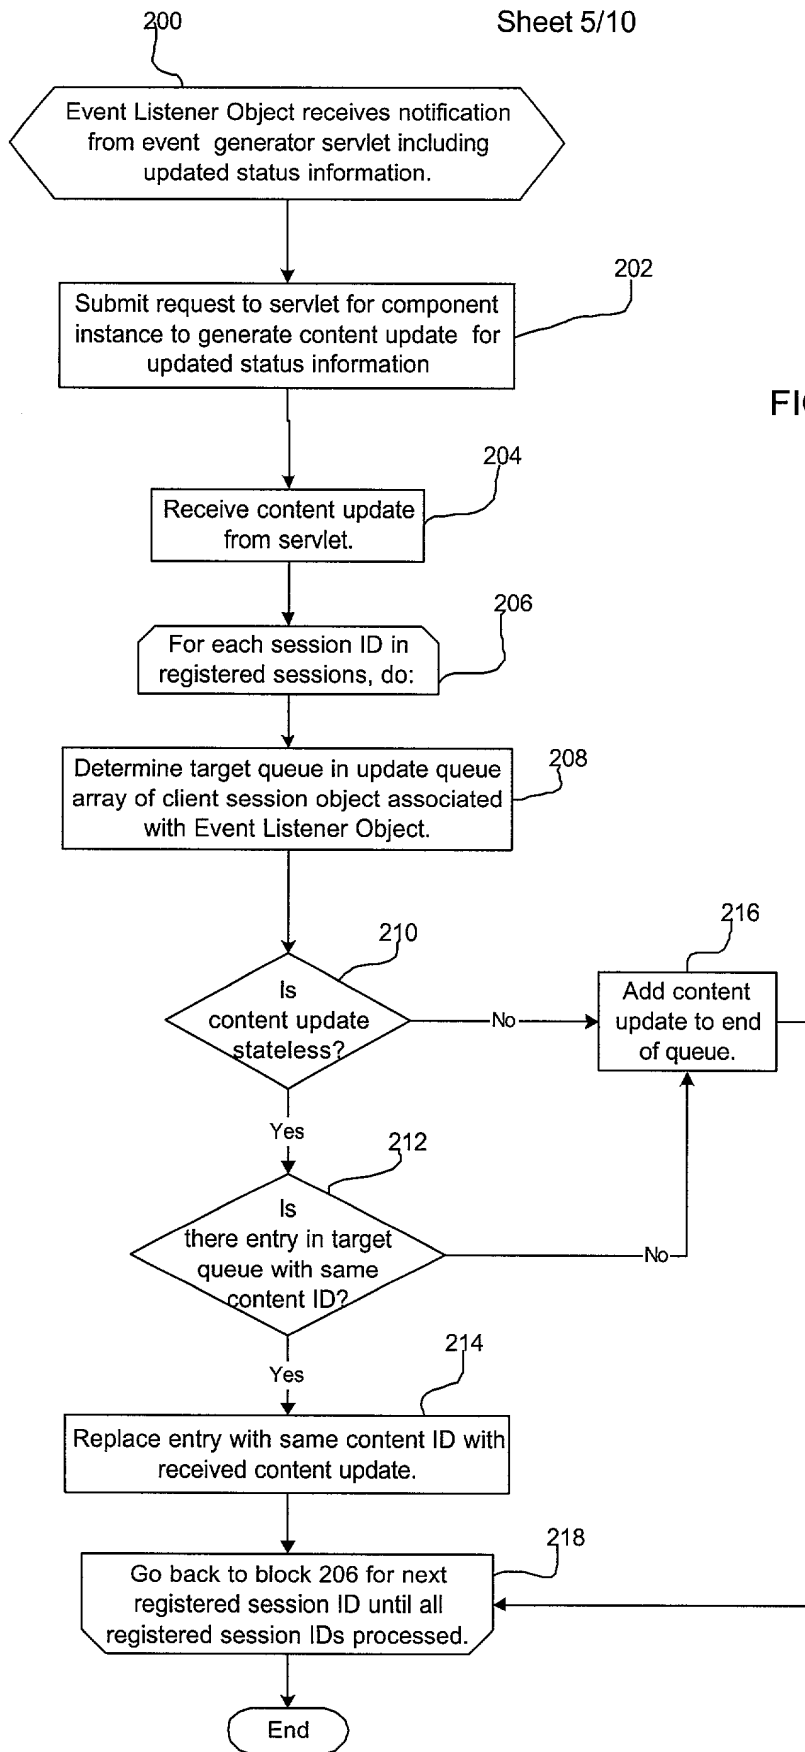 200
Sheet 5/10
Event Listener Object receives notification
from event generator servlet including
updated status information.
202
Submit request to servlet for component
instance to generate content update for
updated status information
FIG
204
Receive content update
from servlet.
206
For each session ID in
registered sessions, do:
208
Determine target queue in update queue
array of client session object associated
with Event Listener Object.
210
Is
content update
stateless?
No
216
Add content
update to end
of queue.
Yes
212
Is
there entry in target
queue with same
content ID?
No
Yes
214
Replace entry with same content ID with
received content update.
218
Go back to block 206 for next
registered session ID until all
registered session IDs processed.
End